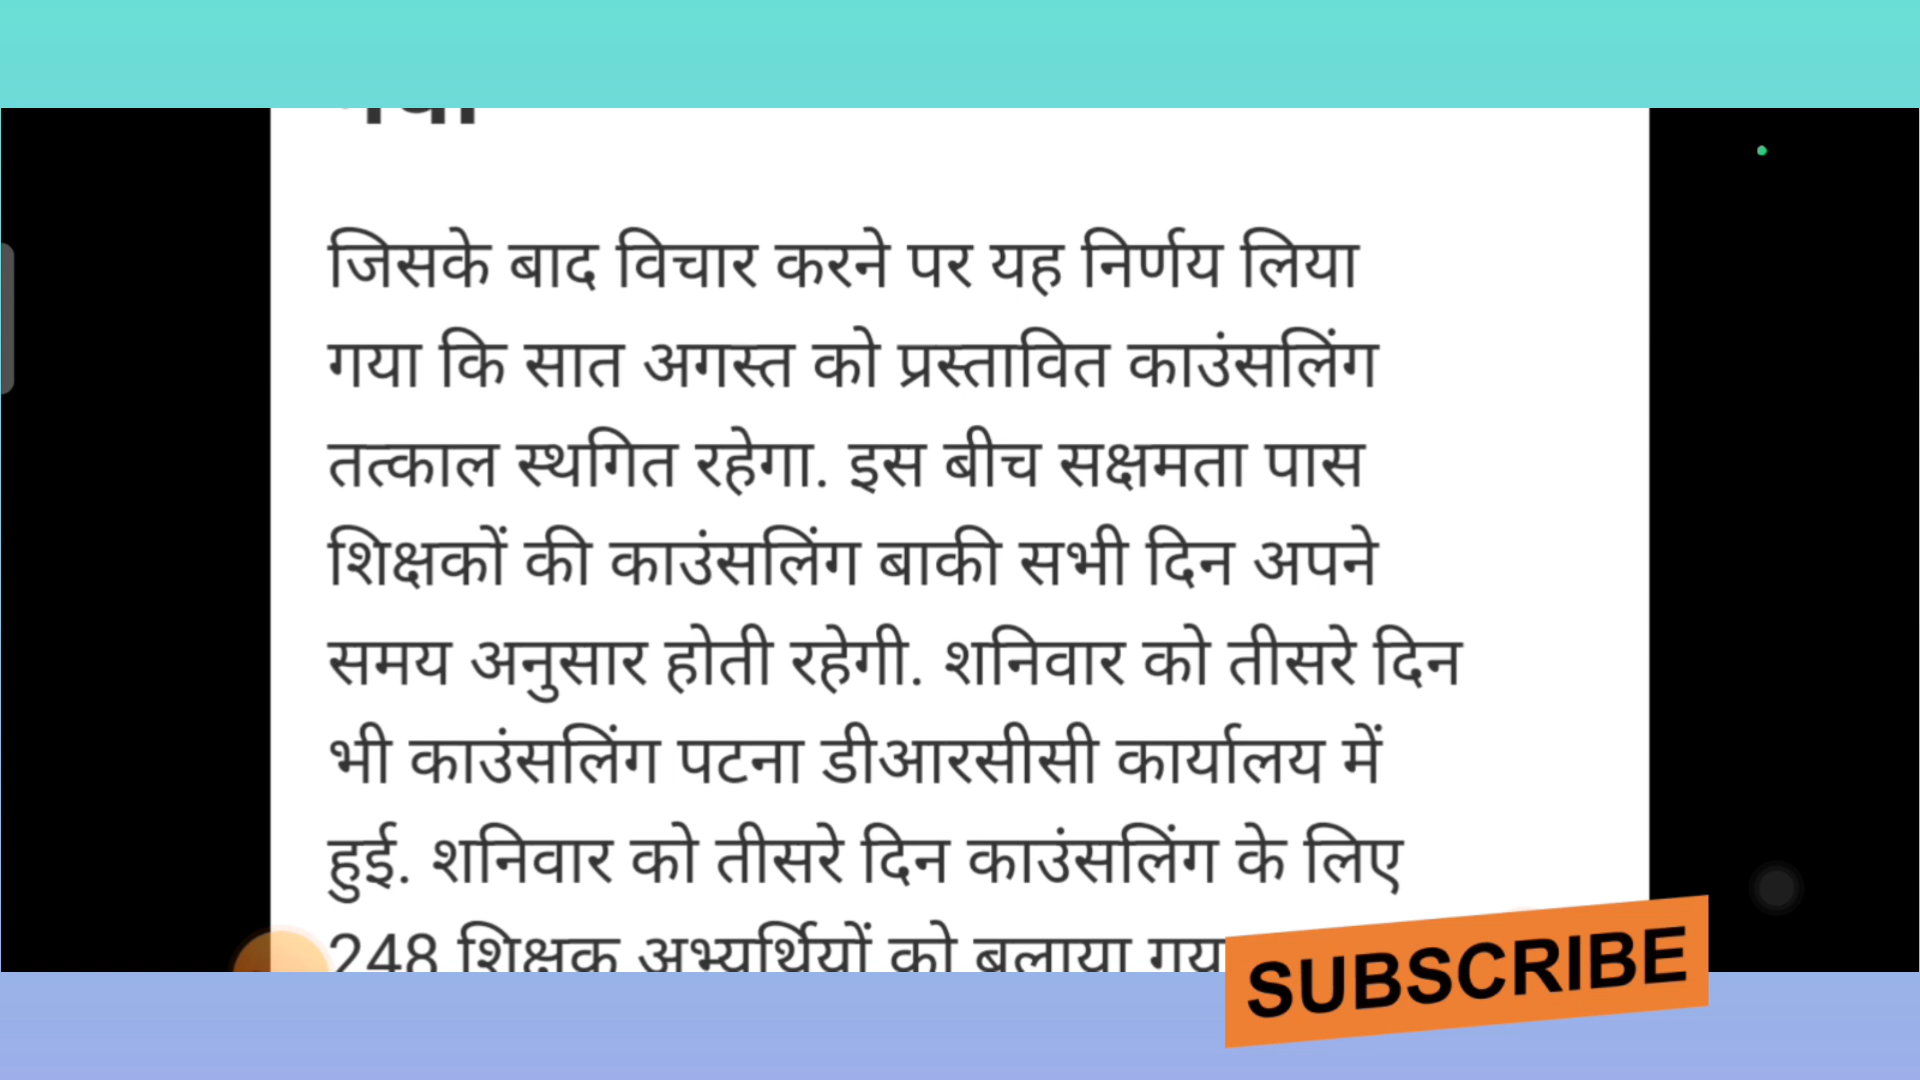 जिसके बाद विचार करने पर यह निर्णय लिया
गया कि सात अगस्त को प्रस्तावित काउंसलिंग
तत्काल स्थगित रहेगा. इस बीच सक्षमता पास
शिक्षकों की काउंसलिंग बाकी सभी दिन अपने
समय अनुसार होती रहेगी. शनिवार को तीसरे दिन
भी काउंसलिंग पटना डीआरसीसी कार्यालय में
हुई. शनिवार को तीसरे दिन काउंसलिंग के लिए
248 शिक्षक अभ्यर्थियों को बुलाया
SUBSCRIBE